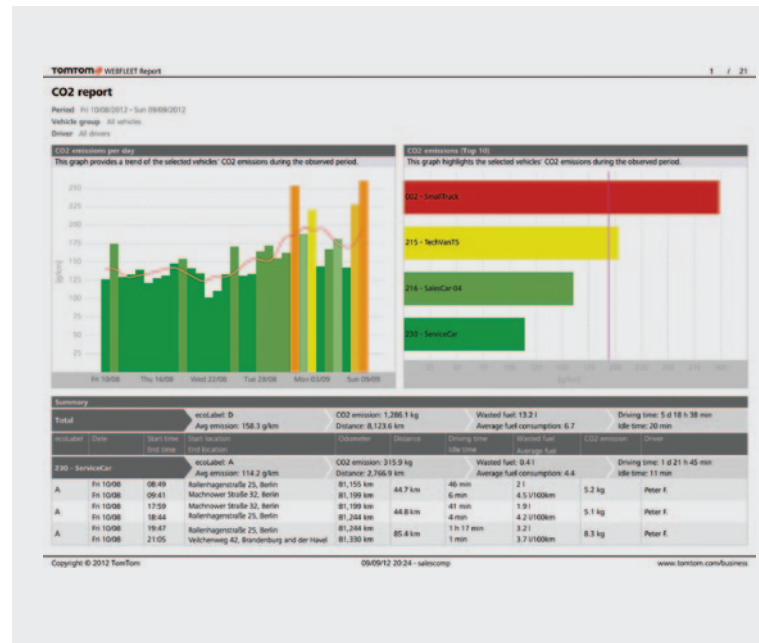 TOMTOM WEBFLEET Report 1 / 21
CO2 report
Period Fri 10/08/2012 - Sun 09/09/2012
Vehicle group All vehicles
Driver All drivers
CO2 emissions per day
This graph provides a trend of the selected vehicles' CO2 emissions during the observed period.
250
225
200
175
150
125
100
75
50
25
[g/km]
Fri 10/08 Thu 16/08 Wed 22/08 Tue 28/08 Mon 03/09 Sun 09/09
CO2 emissions (Top 10)
This graph highlights the selected vehicles' CO2 emissions during the observed period.
002 - SmallTruck
215 - TechVanT5
216 - SalesCar-04
230 - ServiceCar
[g/km]
Summary
Total ecoLabel: D CO2 emission: 1,286.1 kg Wasted fuel: 13.2 l Driving time: 5 d 18 h 38 min
Avg emission: 158.3 g/km Distance: 8,123.6 km Average fuel consumption: 6.7 Idle time: 20 min
ecoLabel Date Start time Start location Odometer Distance Driving time Wasted fuel CO2 emission Driver
End time End location Idle time Average fuel
230 - ServiceCar ecoLabel: A CO2 emission: 315.9 kg Wasted fuel: 0.4 l Driving time: 1 d 21 h 45 min
Avg emission: 114.2 g/km Distance: 2,766.9 km Average fuel consumption: 4.4 Idle time: 11 min
A Fri 10/08 08:49 Rollenhagenstraße 25, Berlin 81,155 km 44.7 km 46 min 2 l 5.2 kg Peter F.
Fri 10/08 09:41 Machnower Straße 32, Berlin 81,199 km 6 min 4.5 l/100km
A Fri 10/08 17:59 Machnower Straße 32, Berlin 81,199 km 44.8 km 41 min 1.9 l 5.1 kg Peter F.
Fri 10/08 18:44 Rollenhagenstraße 25, Berlin 81,244 km 4 min 4.2 l/100km
A Fri 10/08 19:47 Rollenhagenstraße 25, Berlin 81,244 km 85.4 km 1 h 17 min 3.2 l 8.3 kg Peter F.
Fri 10/08 21:05 Veilchenweg 42, Brandenburg and der Havel 81,330 km 1 min 3.7 l/100km
Copyright © 2012 TomTom 09/09/12 20:24 - salescomp www.tomtom.com/business